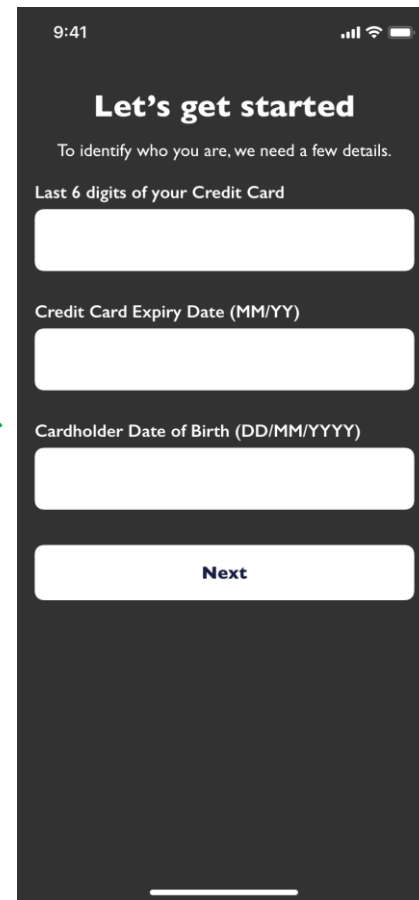 9:41
Let's get started
To identify who you are, we need a few details.
Last 6 digits of your Credit Card
Credit Card Expiry Date (MM/YY)
Cardholder Date of Birth (DD/MM/YYYY)
Next